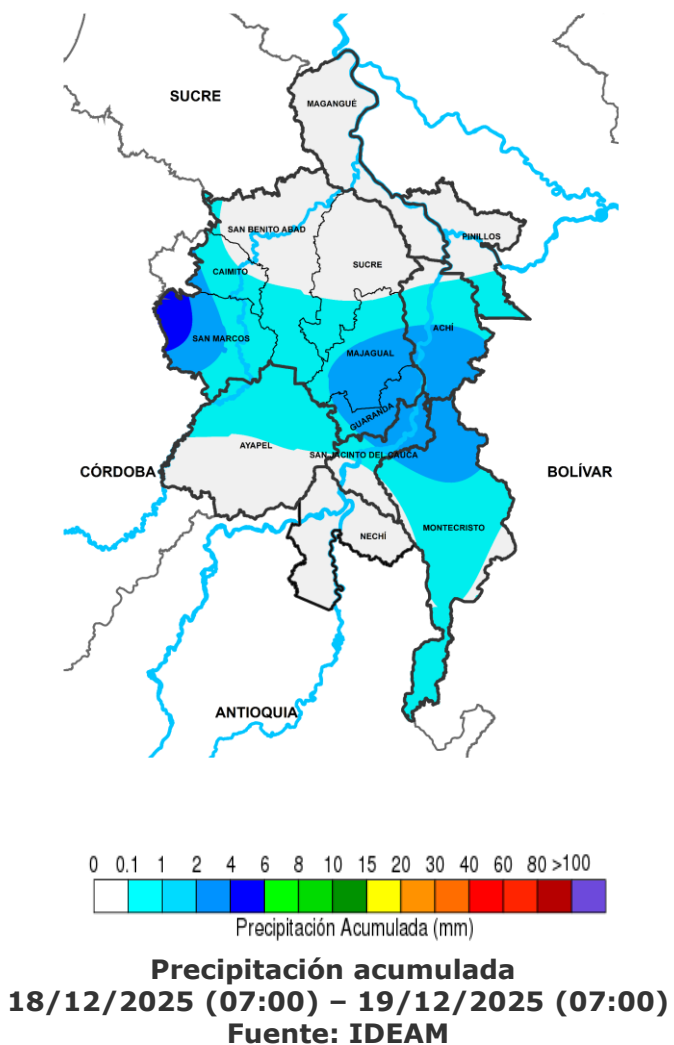 SUCRE
MAGANGUÉ
SAN BENITO ABAD
PINILLOS
SUCRE
CAIMITO
ACHÍ
SAN MARCOS
MAJAGUAL
GUARANDA
AYAPEL
SAN JACINTO DEL CAUCA
CÓRDOBA
BOLÍVAR
MONTECRISTO
NECHÍ
ANTIOQUIA
0 0.1 1 2 4 6 8 10 15 20 30 40 60 80 >100
Precipitación Acumulada (mm)
Precipitación acumulada
18/12/2025 (07:00) – 19/12/2025 (07:00)
Fuente: IDEAM